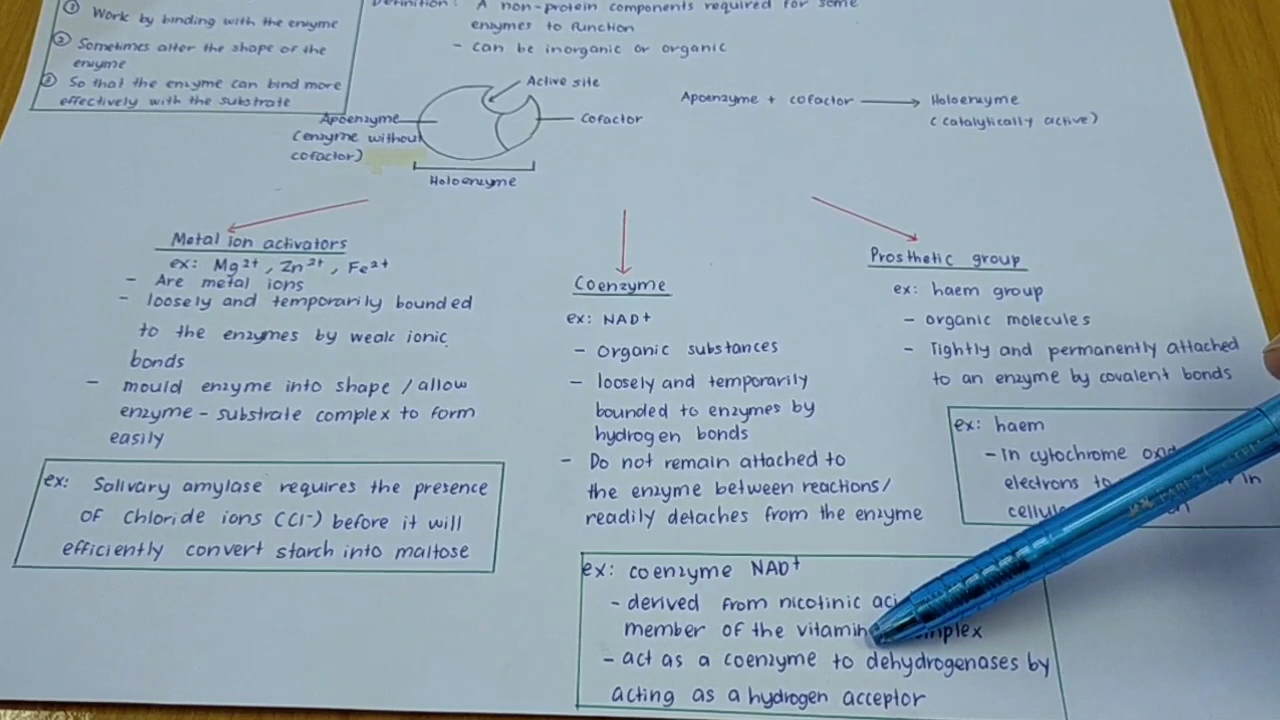 ① Work by binding with the enzyme
② Sometimes alter the shape of the
enzyme
③ So that the enzyme can bind more
effectively with the substrate
Definition : A non-protein components required for some
enzymes to function
- can be inorganic or organic
Active site
Apoenzyme
(enzyme without
cofactor)
Cofactor
Holoenzyme
Apoenzyme + cofactor → Holoenzyme
(catalytically active)
Metal ion activators
ex: Mg²⁺, Zn²⁺, Fe²⁺
- Are metal ions
- loosely and temporarily bounded
to the enzymes by weak ionic
bonds
- mould enzyme into shape / allow
enzyme - substrate complex to form
easily
ex: Salivary amylase requires the presence
of Chloride ions (Cl⁻) before it will
efficiently convert starch into maltose
Coenzyme
ex: NAD⁺
- organic substances
- loosely and temporarily
bounded to enzymes by
hydrogen bonds
- Do not remain attached to
the enzyme between reactions/
readily detaches from the enzyme
ex: coenzyme NAD⁺
- derived from nicotinic
member of the vitamin
- act as a coenzyme to dehydrogenases by
acting as a hydrogen acceptor
Prosthetic group
ex: haem group
- organic molecules
- Tightly and permanently attached
to an enzyme by covalent bonds
ex: haem
- In cytochrome
electrons in